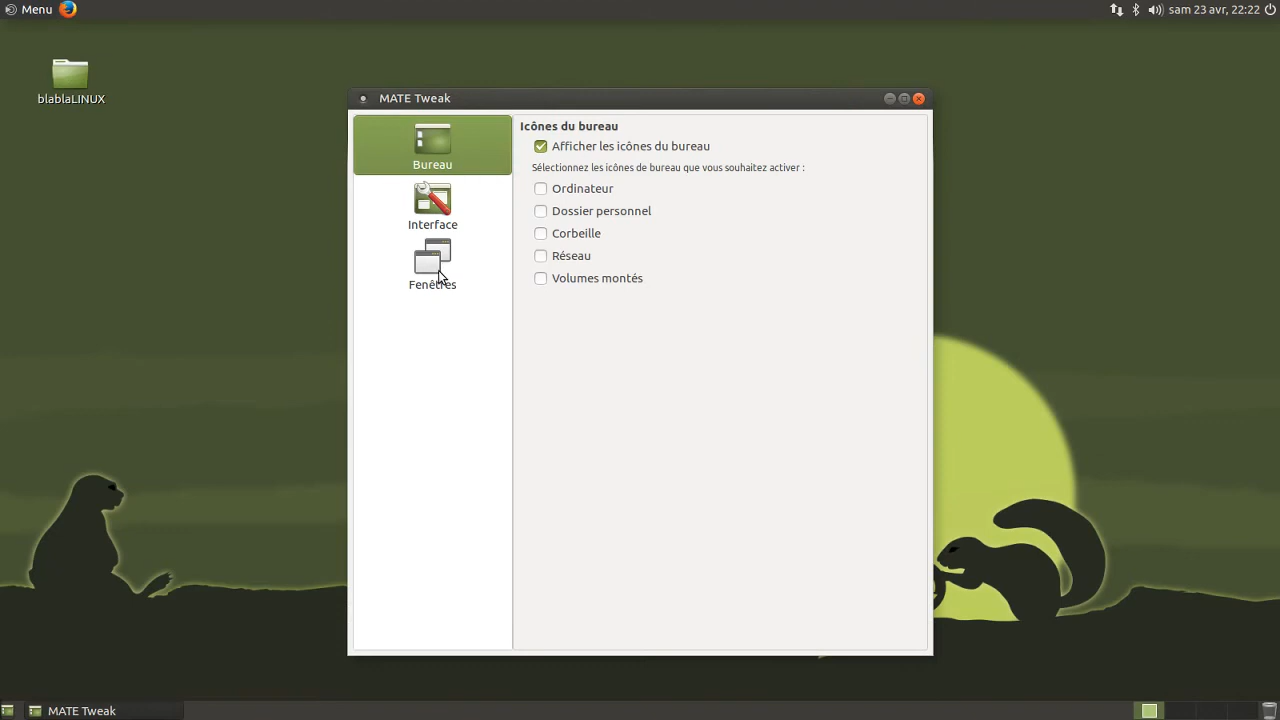 Menu
sam 23 avr, 22:22
blablaLINUX
MATE Tweak
Bureau
Interface
Fenêtres
Icônes du bureau
Afficher les icônes du bureau
Sélectionnez les icônes de bureau que vous souhaitez activer :
Ordinateur
Dossier personnel
Corbeille
Réseau
Volumes montés
MATE Tweak